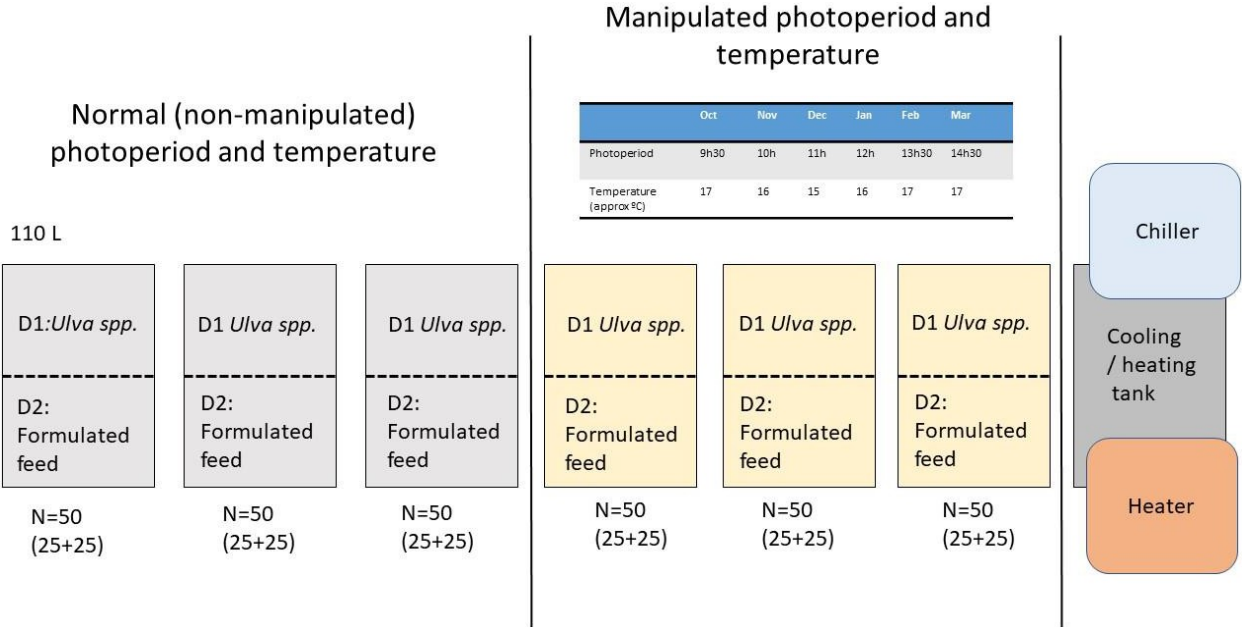 Manipulated photoperiod and
temperature
Normal (non-manipulated)
photoperiod and temperature
Oct Nov Dec Jan Feb Mar
Photoperiod 9h30 10h 11h 12h 13h30 14h30
Temperature 17 16 15 16 17 17
(approx ºC)
110 L
D1:Ulva spp.
D2:
Formulated
feed
N=50
(25+25)
D1 Ulva spp.
D2:
Formulated
feed
N=50
(25+25)
D1 Ulva spp.
D2:
Formulated
feed
N=50
(25+25)
D1 Ulva spp.
D2:
Formulated
feed
N=50
(25+25)
D1 Ulva spp.
D2:
Formulated
feed
N=50
(25+25)
D1 Ulva spp.
D2:
Formulated
feed
N=50
(25+25)
Chiller
Cooling
/ heating
tank
Heater